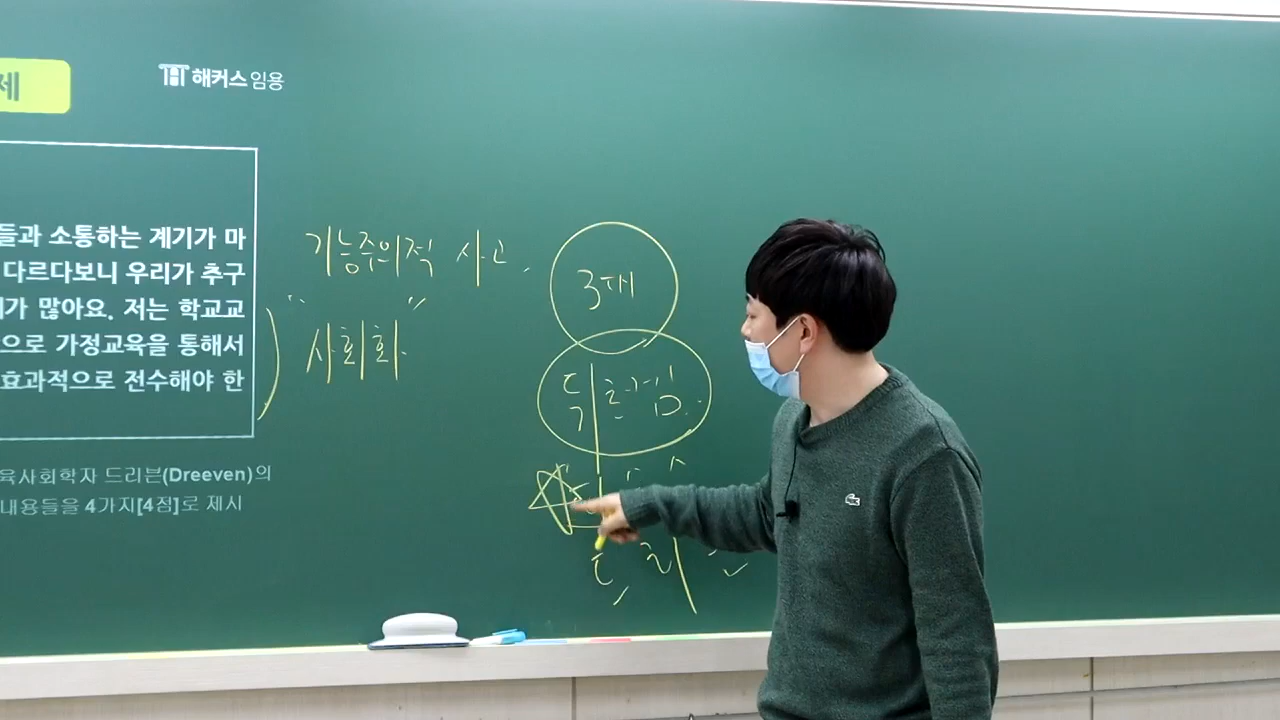 제
해커스 임용
들과 소통하는 계기가 마
다르다보니 우리가 추구
가 많아요. 저는 학교교
으로 가정교육을 통해서
효과적으로 전수해야 한
육사회학자 드리븐(Dreeven)의
내용들을 4가지[4점]로 제시
기능주의적 사고.
"사회화"